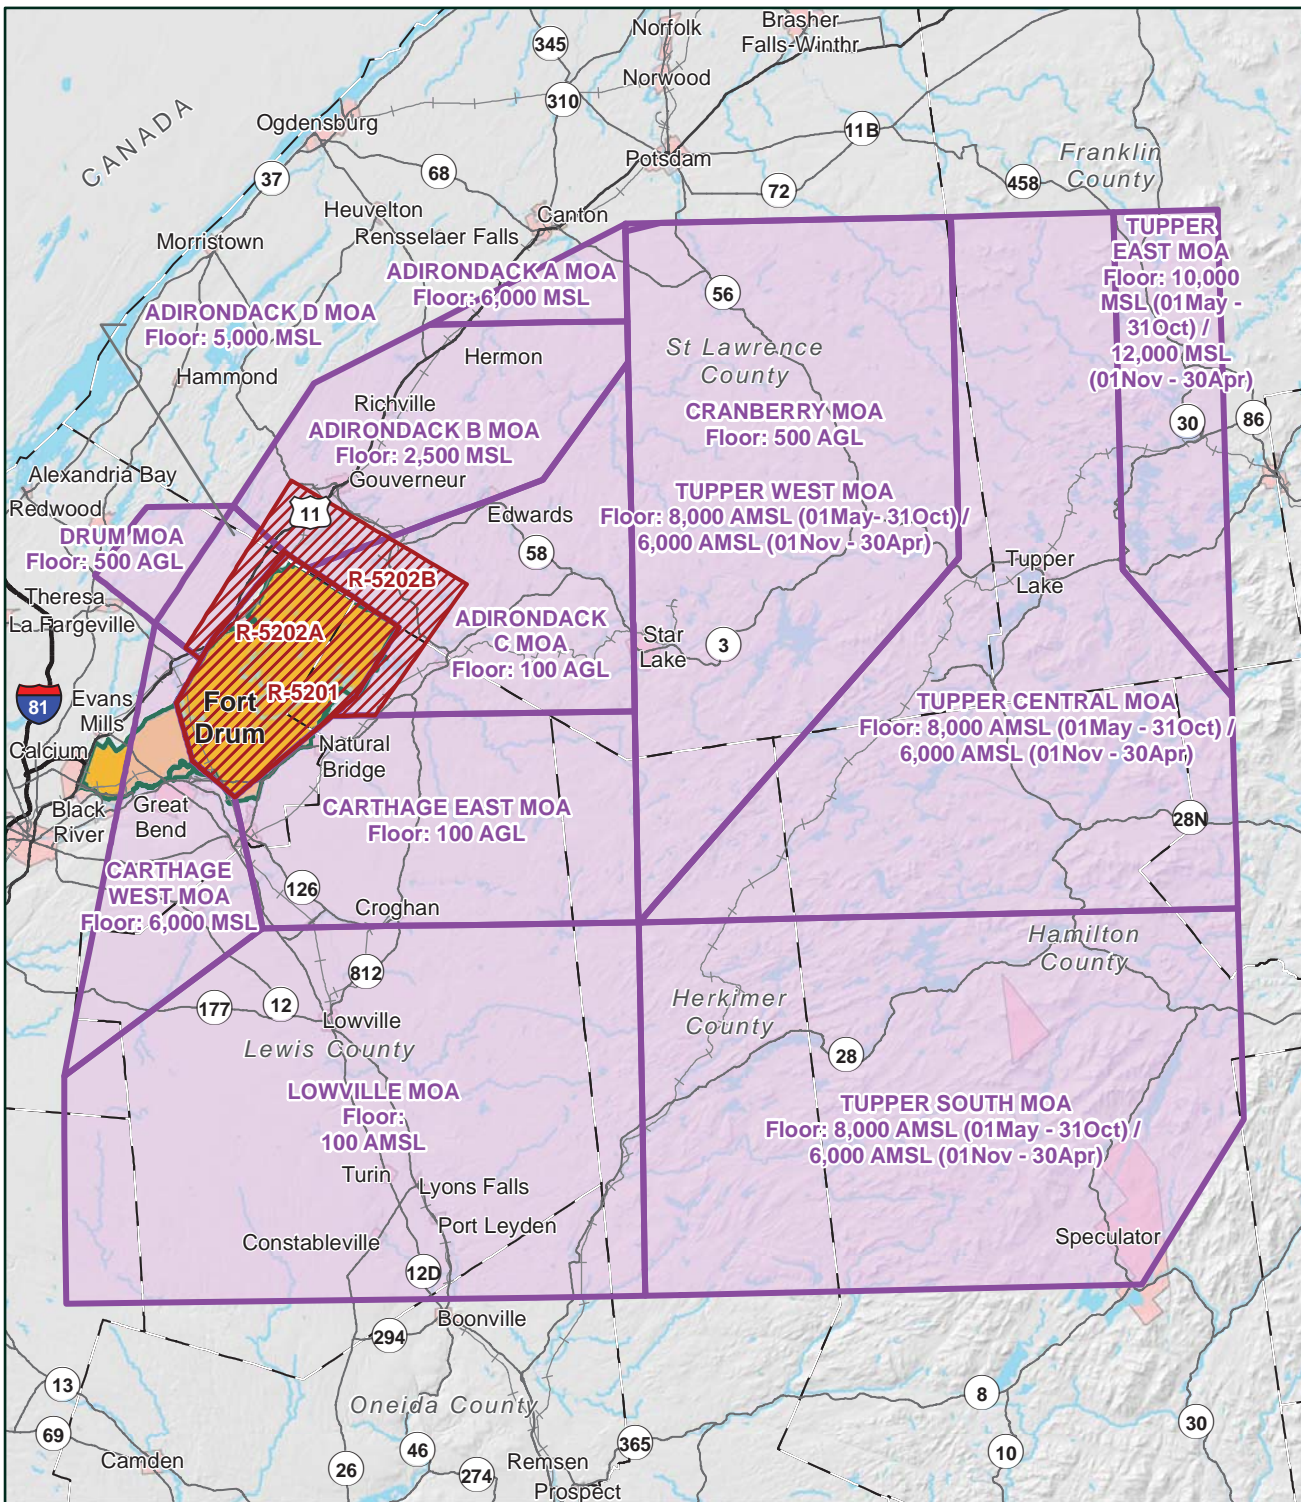 Norfolk
Brasher
Falls-Winthr
345
Norwood
310
CANADA
Ogdensburg
11B
Potsdam
Franklin
County
37
68
72
458
Heuvelton
Rensselaer Falls
Canton
Morristown
TUPPER
EAST MOA
Floor: 10,000
MSL (01May -
31Oct) /
12,000 MSL
(01Nov - 30Apr)
ADIRONDACK A MOA
Floor: 6,000 MSL
56
ADIRONDACK D MOA
Floor: 5,000 MSL
Hermon
St Lawrence
County
Hammond
Richville
ADIRONDACK B MOA
Floor: 2,500 MSL
CRANBERRY MOA
Floor: 500 AGL
30
86
Alexandria Bay
Gouverneur
Redwood
11
Edwards
TUPPER WEST MOA
Floor: 8,000 AMSL (01May- 31Oct) /
6,000 AMSL (01Nov - 30Apr)
DRUM MOA
Floor: 500 AGL
58
Tupper
Lake
R-5202B
Theresa
La Fargeville
R-5202A
ADIRONDACK
C MOA
Floor: 100 AGL
Star
Lake
3
81
Evans
Mills
Fort
Drum
R-5201
TUPPER CENTRAL MOA
Floor: 8,000 AMSL (01May - 31Oct) /
6,000 AMSL (01Nov - 30Apr)
Calcium
Natural
Bridge
Black
River
Great
Bend
CARTHAGE EAST MOA
Floor: 100 AGL
28N
CARTHAGE
WEST MOA
Floor: 6,000 MSL
126
Croghan
Hamilton
County
812
177
12
Lowville
Herkimer
County
Lewis County
28
LOWVILLE MOA
Floor:
100 AMSL
TUPPER SOUTH MOA
Floor: 8,000 AMSL (01May - 31Oct) /
6,000 AMSL (01Nov - 30Apr)
Turin
Lyons Falls
Port Leyden
Constableville
Speculator
12D
Boonville
294
13
8
Oneida County
69
30
Camden
46
365
10
26
274
Remsen
Prospect